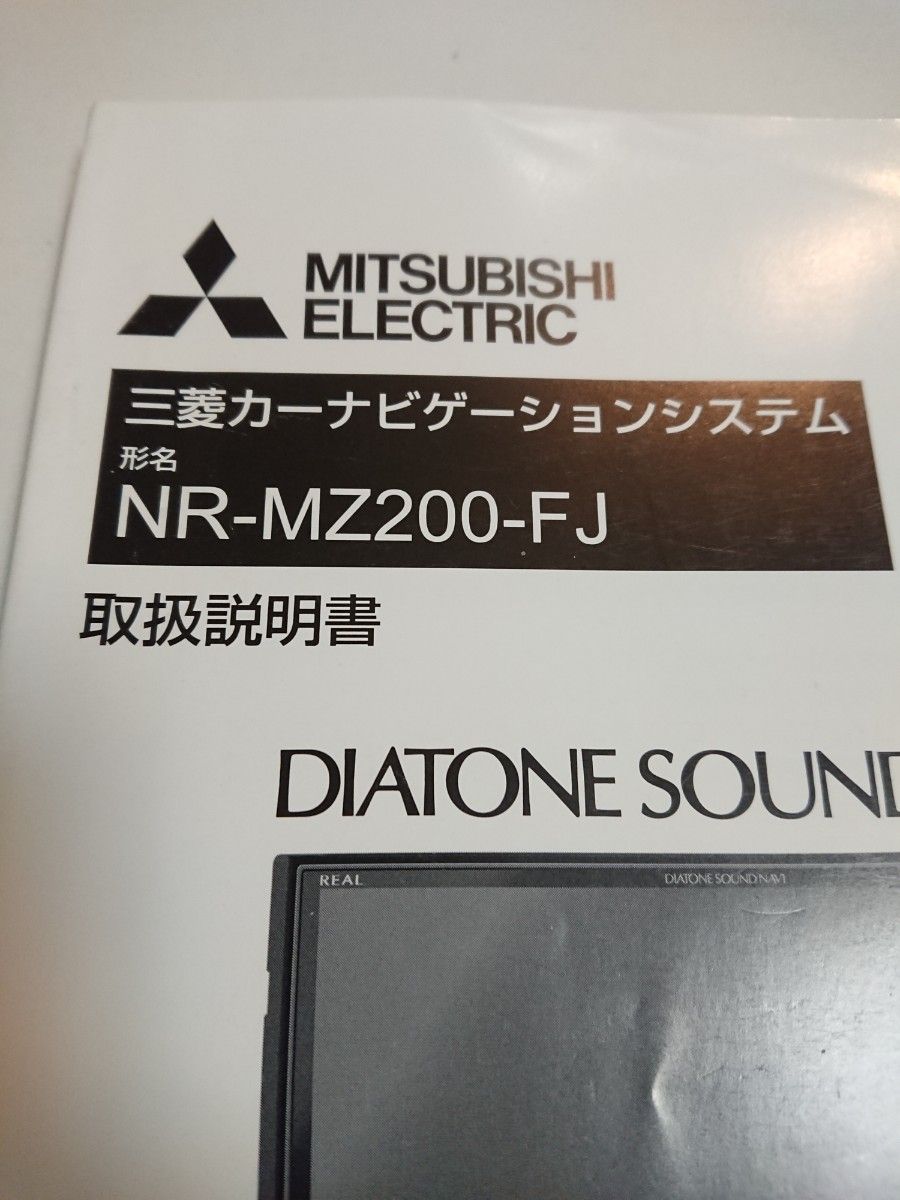 MITSUBISHI
ELECTRIC
三菱カーナビゲーションシステム
形名
NR-MZ200-FJ
取扱説明書
DIATONE SOUND
REAL
DIATONE SOUND NAVI